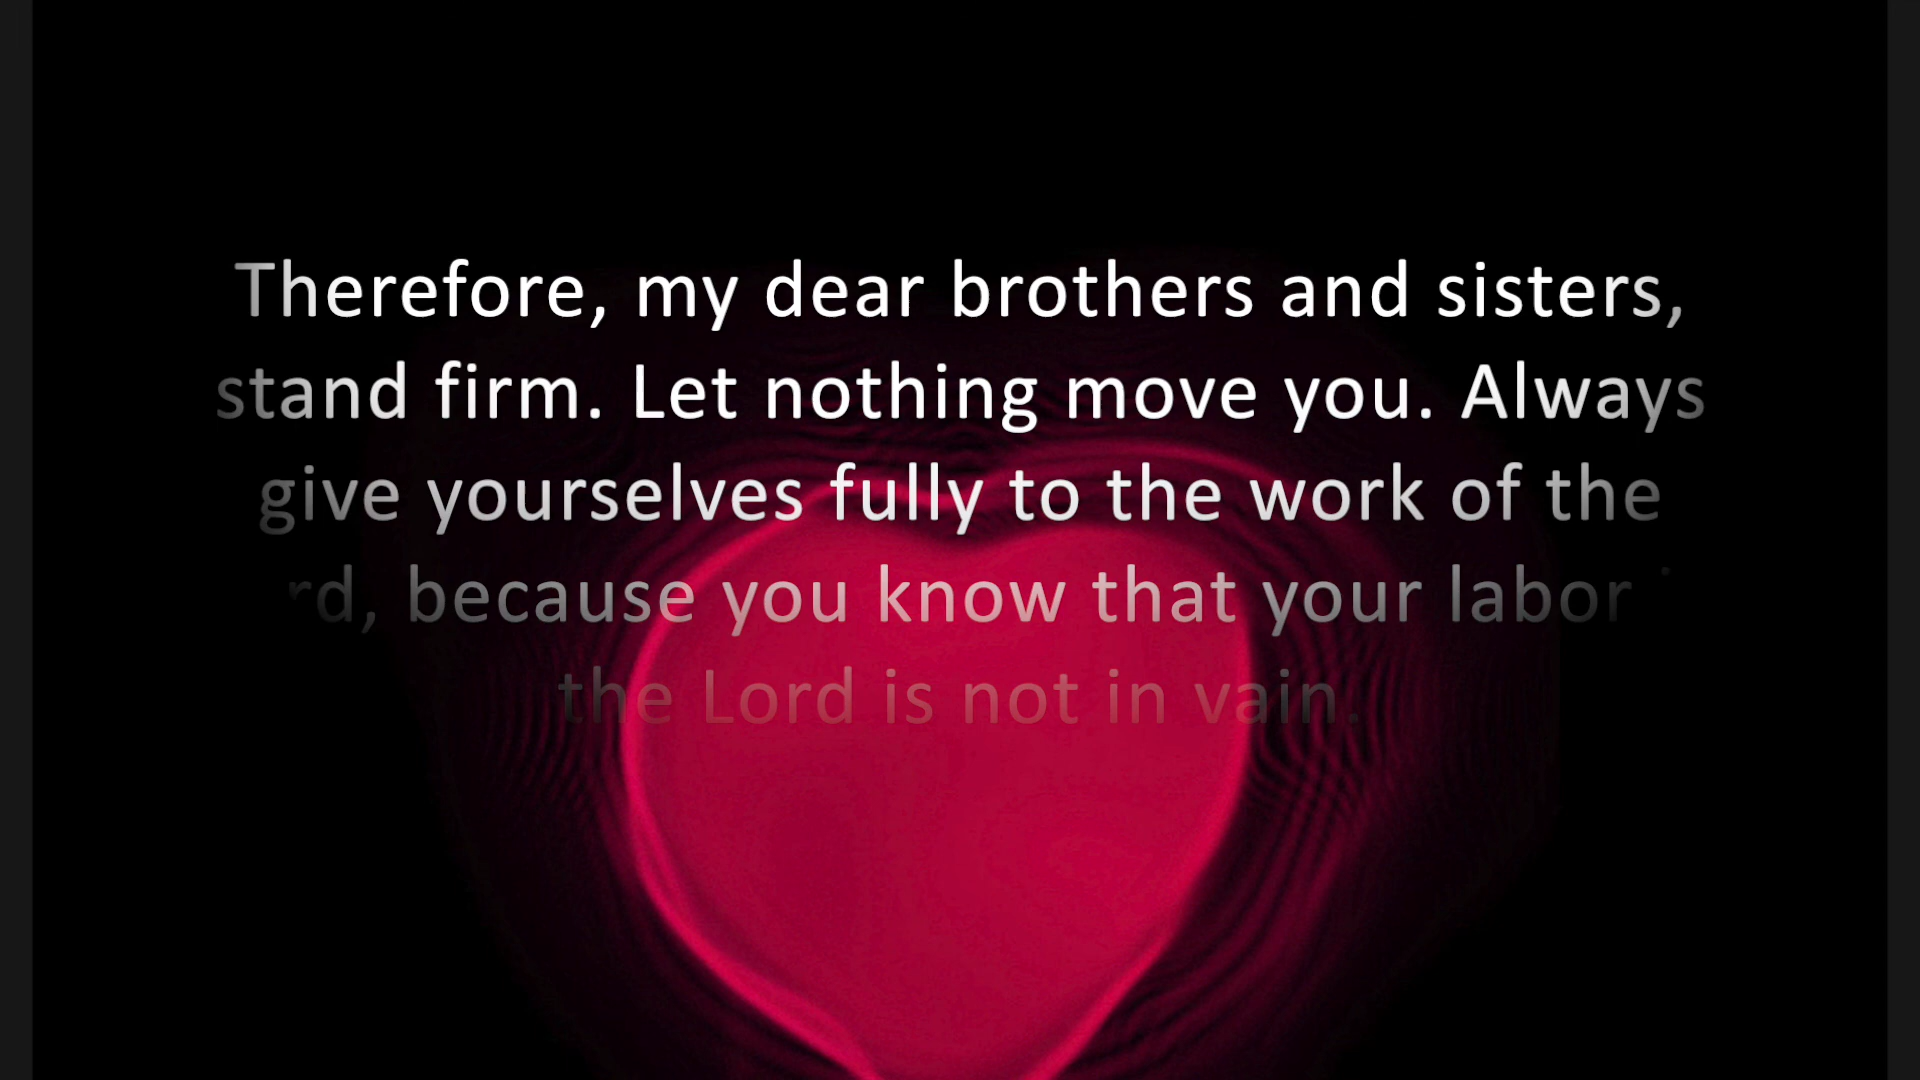 Therefore, my dear brothers and sisters,
stand firm. Let nothing move you. Always
give yourselves fully to the work of the
rd, because you know that your labor
the Lord is not in vain.